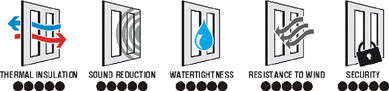 THERMAL INSULATION
SOUND REDUCTION
WATERTIGHTNESS
RESISTANCE TO WIND
SECURITY